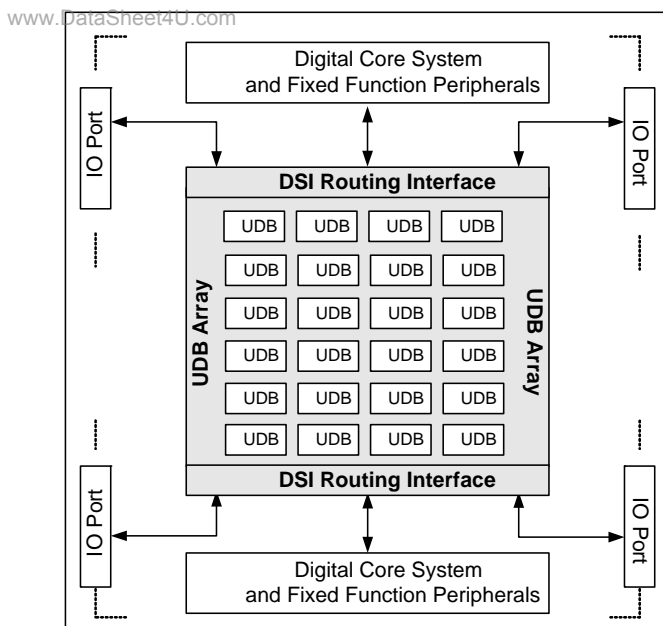 www.DataSheet4U.com
Digital Core System
and Fixed Function Peripherals
IO Port
IO Port
DSI Routing Interface
UDB UDB UDB UDB
UDB UDB UDB UDB
UDB Array
UDB UDB UDB UDB
UDB Array
UDB UDB UDB UDB
UDB UDB UDB UDB
UDB UDB UDB UDB
DSI Routing Interface
IO Port
IO Port
Digital Core System
and Fixed Function Peripherals